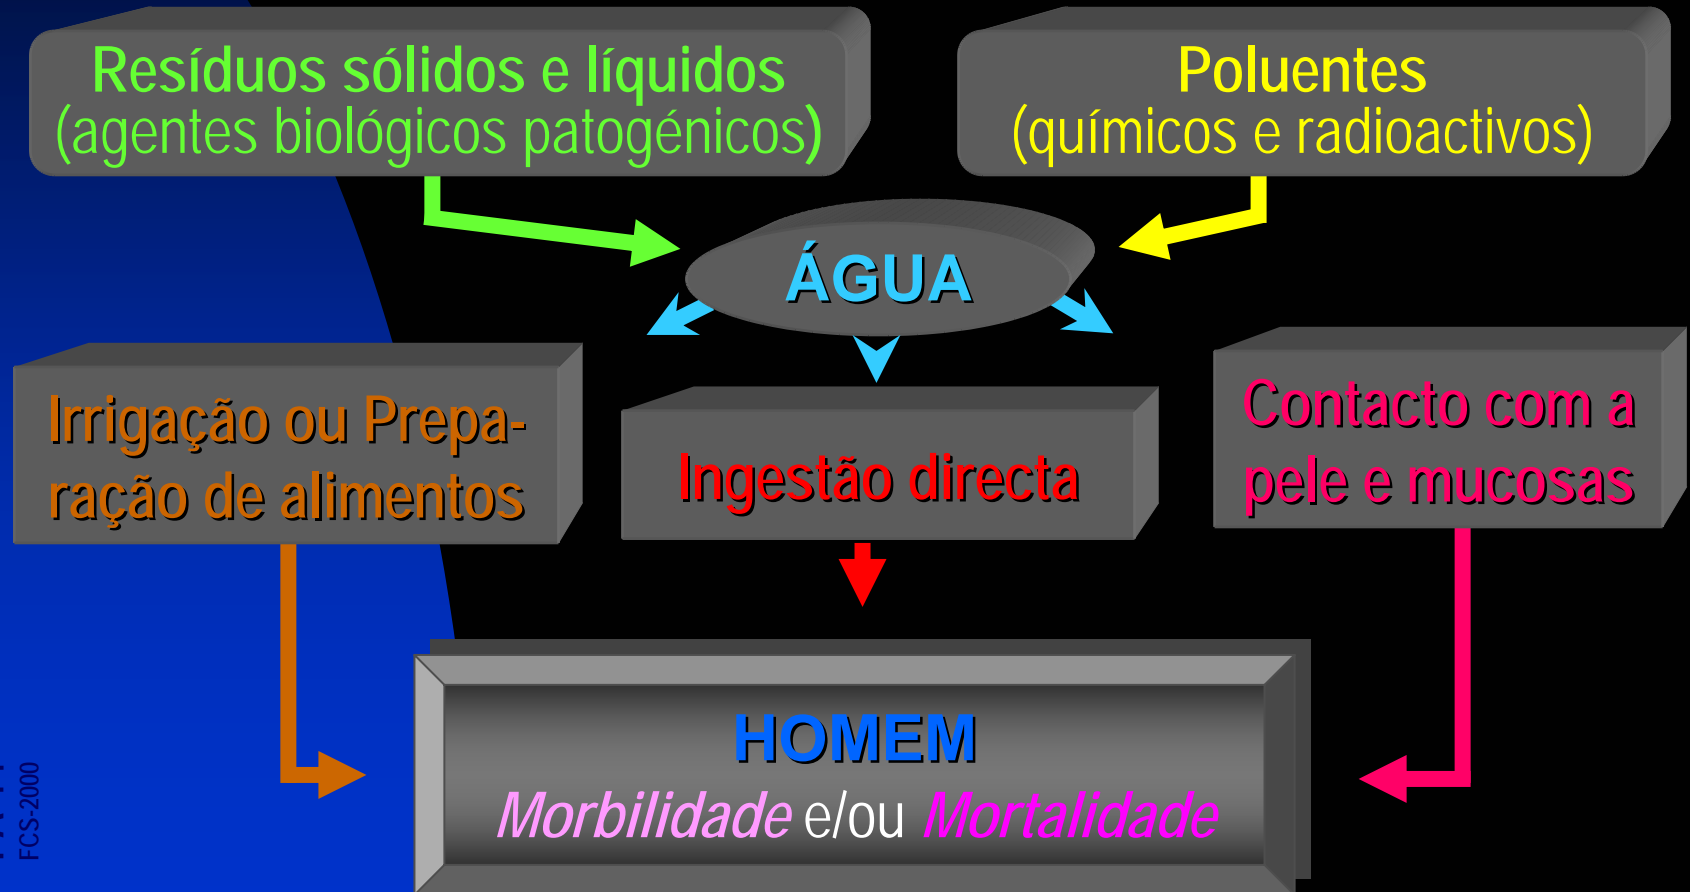 Resíduos sólidos e líquidos
(agentes biológicos patogénicos)
Poluentes
(químicos e radioactivos)
ÁGUA
Irrigação ou Prepa-
ração de alimentos
Ingestão directa
Contacto com a
pele e mucosas
HOMEM
Morbilidade e/ou Mortalidade
FCS-2000